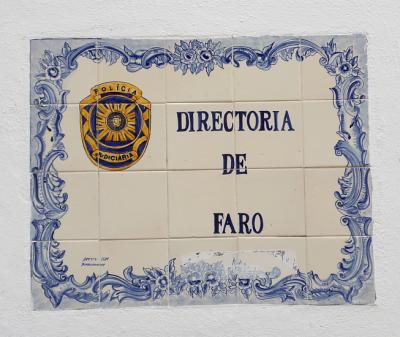 POLÍCIA
JUDICIÁRIA
DIRECTORIA
DE
FARO